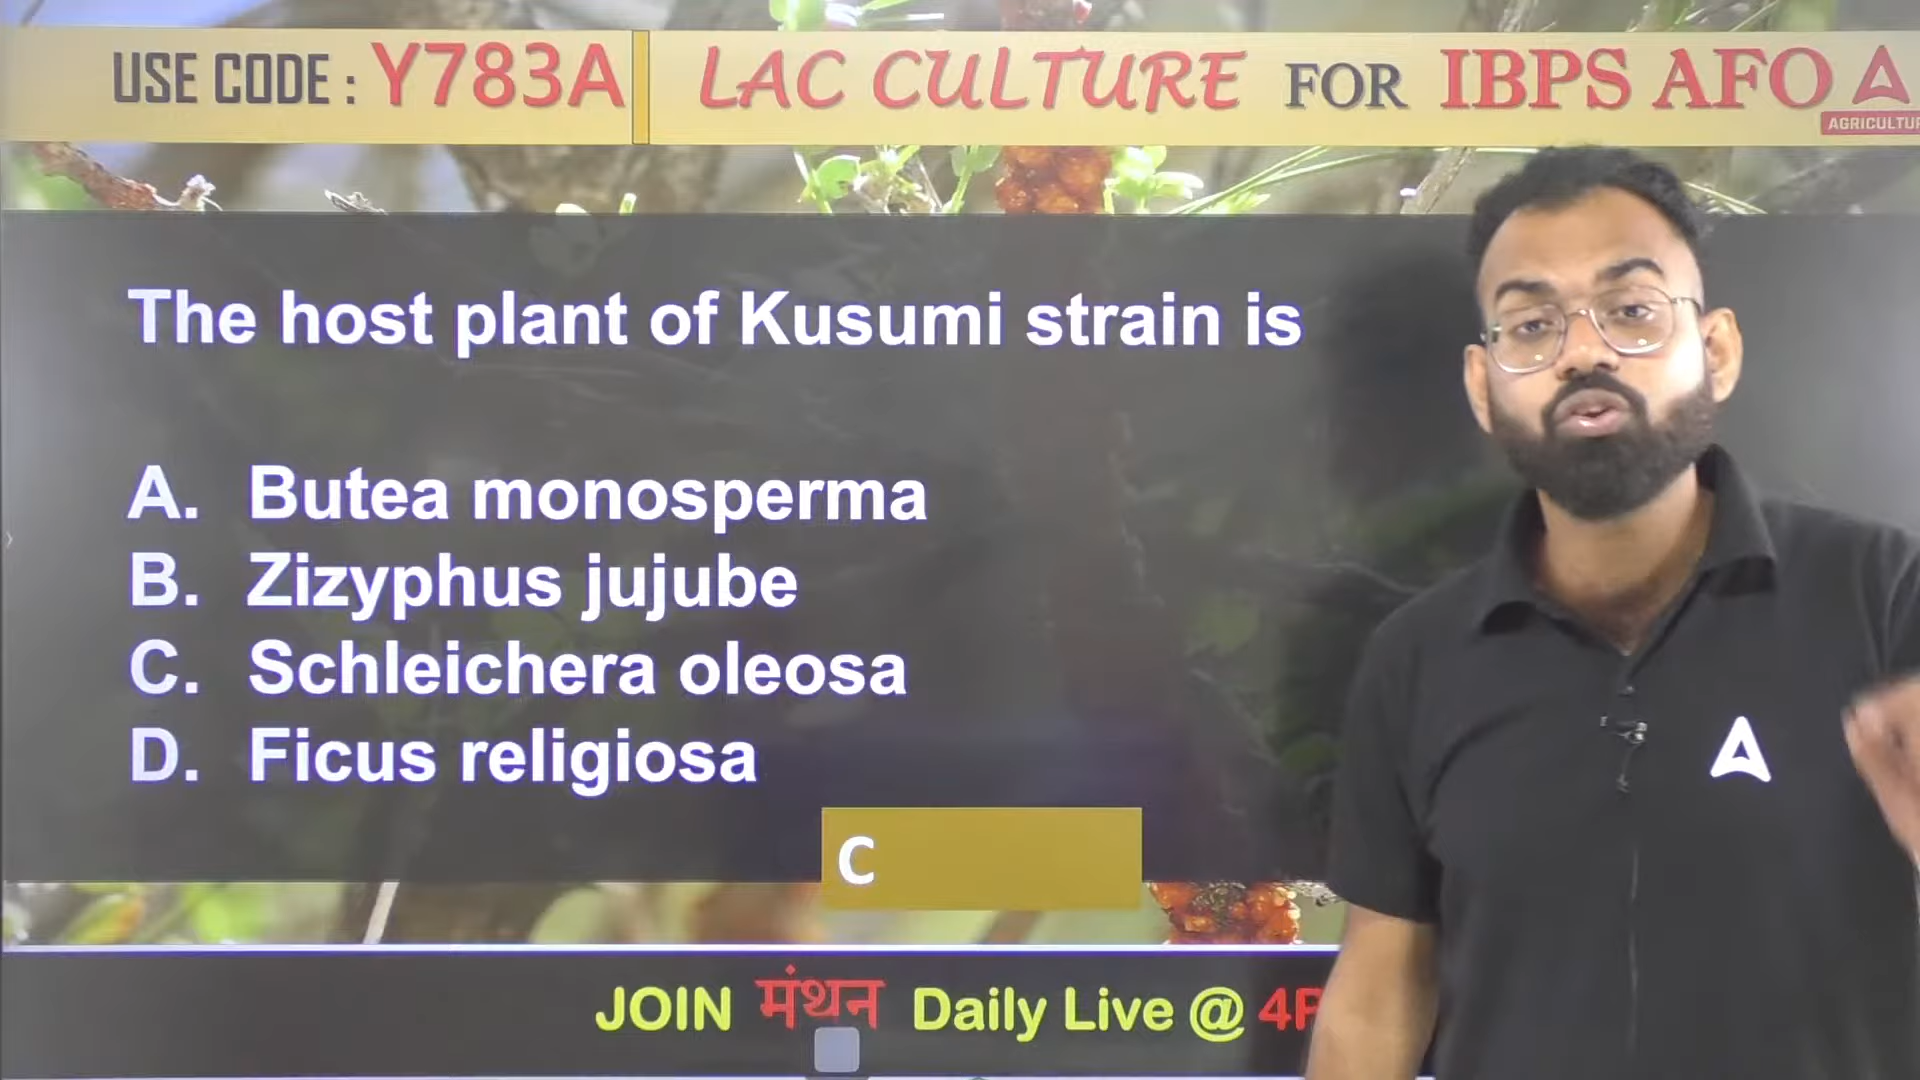 USE CODE : Y783A
LAC CULTURE FOR IBPS AFO
AGRICULTUR
The host plant of Kusumi strain is
A. Butea monosperma
B. Zizyphus jujube
C. Schleichera oleosa
D. Ficus religiosa
C
JOIN मंथन Daily Live @ 4P